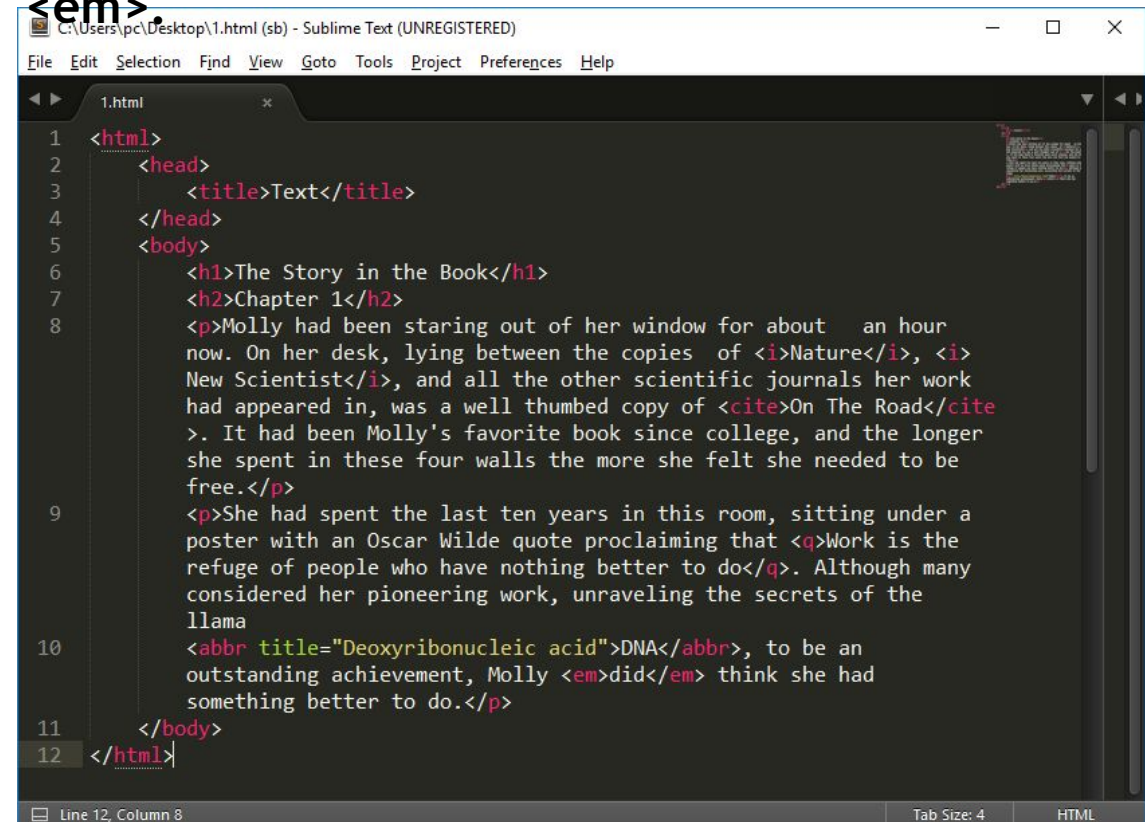 <em>.
C:\Users\pc\Desktop\1.html (sb) - Sublime Text (UNREGISTERED)
File Edit Selection Find View Goto Tools Project Preferences Help
1.html
1 <html>
2 <head>
3 <title>Text</title>
4 </head>
5 <body>
6 <h1>The Story in the Book</h1>
7 <h2>Chapter 1</h2>
8 <p>Molly had been staring out of her window for about   an hour
now. On her desk, lying between the copies  of <i>Nature</i>, <i>
New Scientist</i>, and all the other scientific journals her work
had appeared in, was a well thumbed copy of <cite>On The Road</cite
>. It had been Molly's favorite book since college, and the longer
she spent in these four walls the more she felt she needed to be
free.</p>
9 <p>She had spent the last ten years in this room, sitting under a
poster with an Oscar Wilde quote proclaiming that <q>Work is the
refuge of people who have nothing better to do</q>. Although many
considered her pioneering work, unraveling the secrets of the
llama
10 <abbr title="Deoxyribonucleic acid">DNA</abbr>, to be an
outstanding achievement, Molly <em>did</em> think she had
something better to do.</p>
11 </body>
12 </html>
Line 12, Column 8 Tab Size: 4 HTML